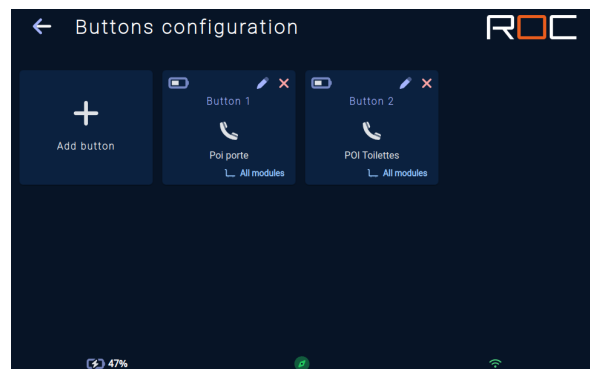 Buttons configuration
ROC
Add button
Button 1
Poi porte
All modules
Button 2
POI Toilettes
All modules
47%